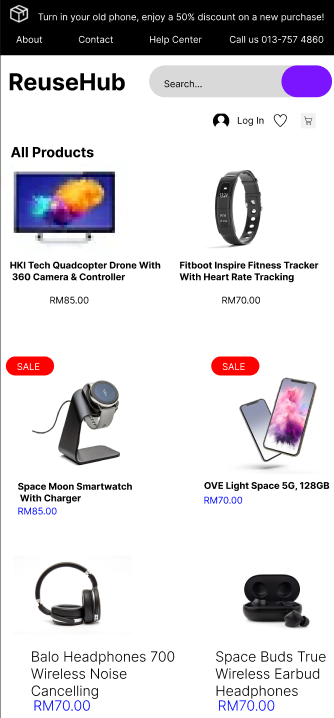 Turn in your old phone, enjoy a 50% discount on a new purchase!
About Contact Help Center Call us 013-757 4860
ReuseHub
Search...
Log In
All Products
HKI Tech Quadcopter Drone With
360 Camera & Controller
RM85.00
Fitboot Inspire Fitness Tracker
With Heart Rate Tracking
RM70.00
SALE
Space Moon Smartwatch
With Charger
RM85.00
SALE
OVE Light Space 5G, 128GB
RM70.00
Balo Headphones 700
Wireless Noise
Cancelling
RM70.00
Space Buds True
Wireless Earbud
Headphones
RM70.00